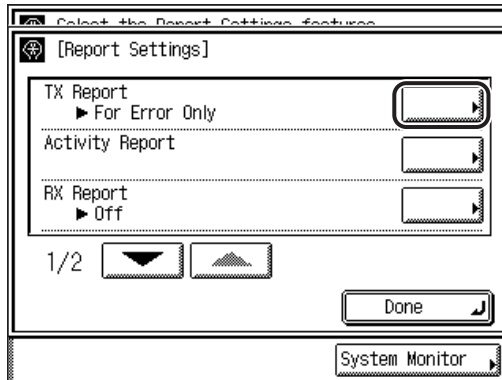 [Report Settings]
TX Report
▶ For Error Only
Activity Report
RX Report
▶ Off
1/2
Done
System Monitor